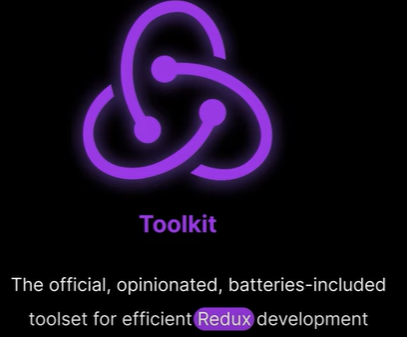 Toolkit
The official, opinionated, batteries-included
toolset for efficient Redux development